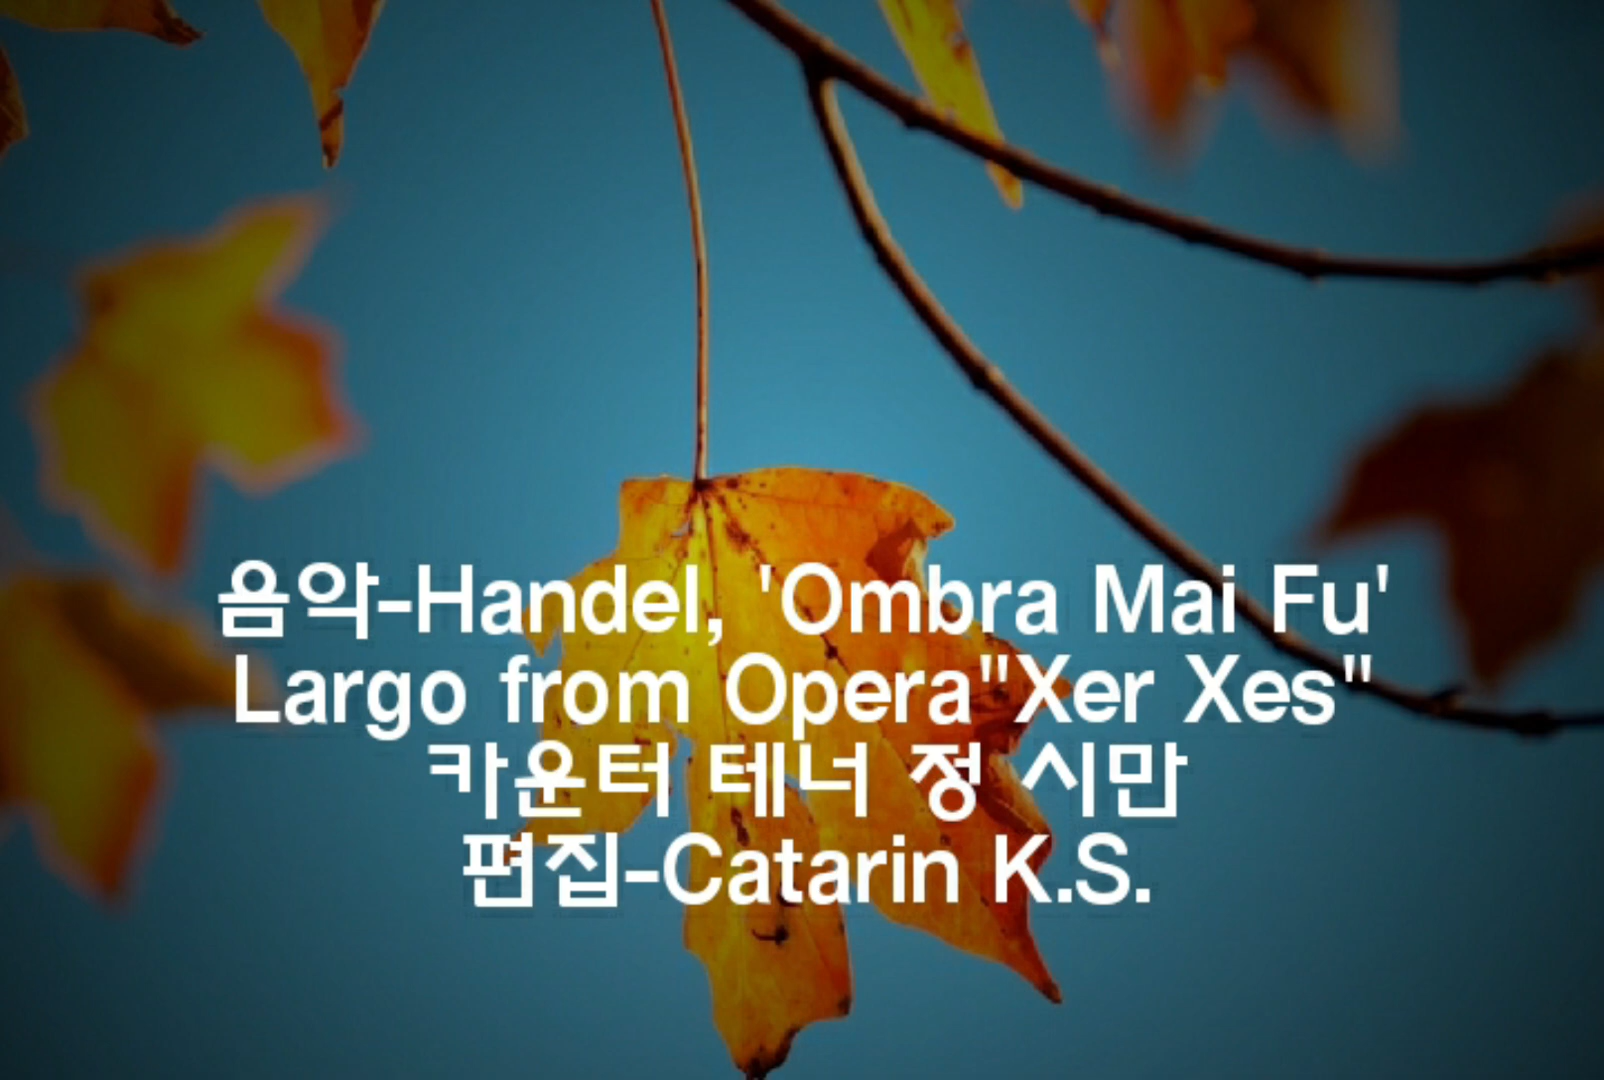 음악-Handel, 'Ombra Mai Fu'
Largo from Opera"Xer Xes"
카운터 테너 정 시만
편집-Catarin K.S.